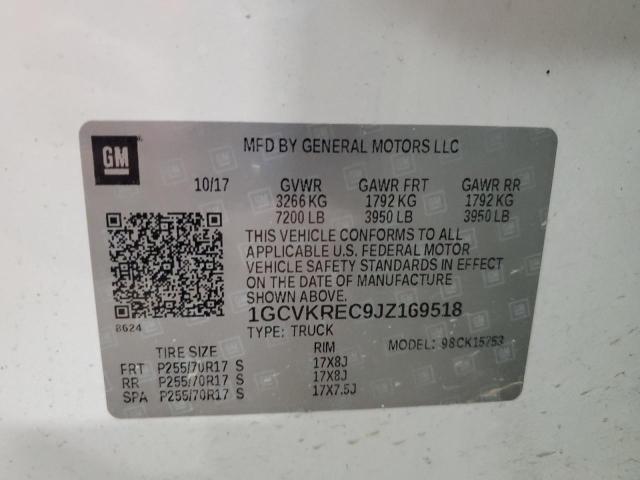 GM
MFD BY GENERAL MOTORS LLC
10/17 GVWR GAWR FRT GAWR RR
3266 KG 1792 KG 1792 KG
7200 LB 3950 LB 3950 LB
THIS VEHICLE CONFORMS TO ALL
APPLICABLE U.S. FEDERAL MOTOR
VEHICLE SAFETY STANDARDS IN EFFECT
ON THE DATE OF MANUFACTURE
SHOWN ABOVE.
8624 1GCVKREC9JZ169518
TYPE: TRUCK MODEL: 98CK15753
TIRE SIZE RIM
FRT P255/70R17 S 17X8J
RR P255/70R17 S 17X8J
SPA P255/70R17 S 17X7.5J